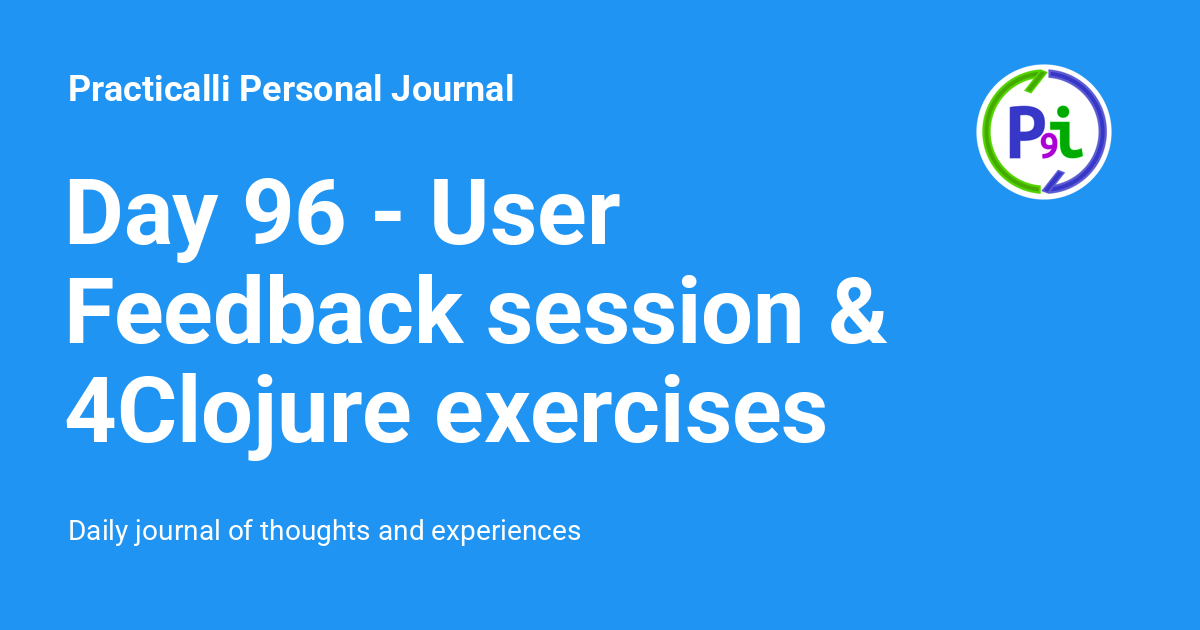 Practicalli Personal Journal
P9i
Day 96 - User
Feedback session &
4Clojure exercises
Daily journal of thoughts and experiences